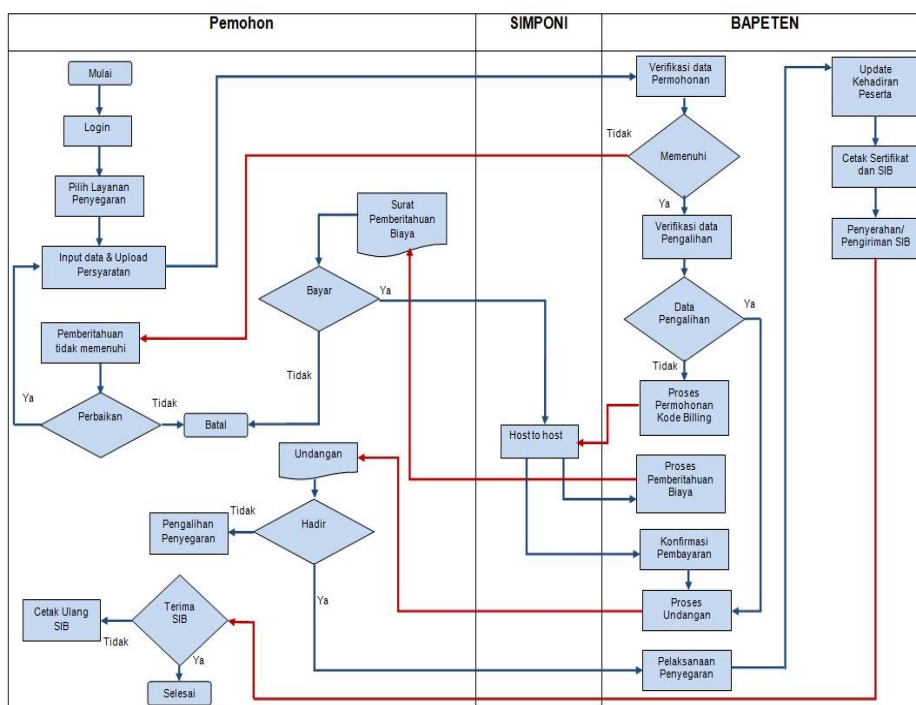 Pemohon
SIMPONI
BAPETEN
Mulai
Login
Pilih Layanan
Penyegaran
Input data & Upload
Persyaratan
Pemberitahuan
tidak memenuhi
Ya
Perbaikan
Tidak
Batal
Surat
Pemberitahuan
Biaya
Bayar
Ya
Tidak
Undangan
Hadir
Tidak
Pengalihan
Penyegaran
Ya
Terima
SIB
Cetak Ulang
SIB
Tidak
Ya
Selesai
Host to host
Verifikasi data
Permohonan
Tidak
Memenuhi
Ya
Verifikasi data
Pengalihan
Data
Pengalihan
Ya
Tidak
Proses
Permohonan
Kode Billing
Proses
Pemberitahuan
Biaya
Konfirmasi
Pembayaran
Proses
Undangan
Pelaksanaan
Penyegaran
Update
Kehadiran
Peserta
Cetak Sertifikat
dan SIB
Penyerahan/
Pengiriman SIB